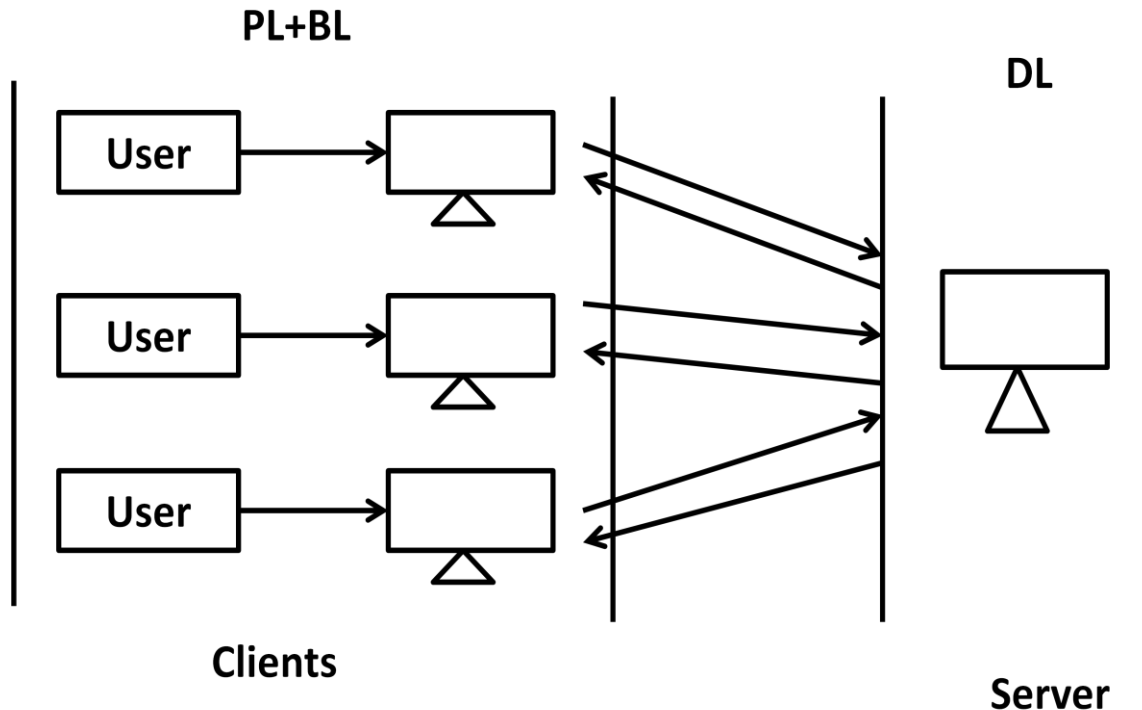 PL+BL
DL
User
User
User
Clients
Server